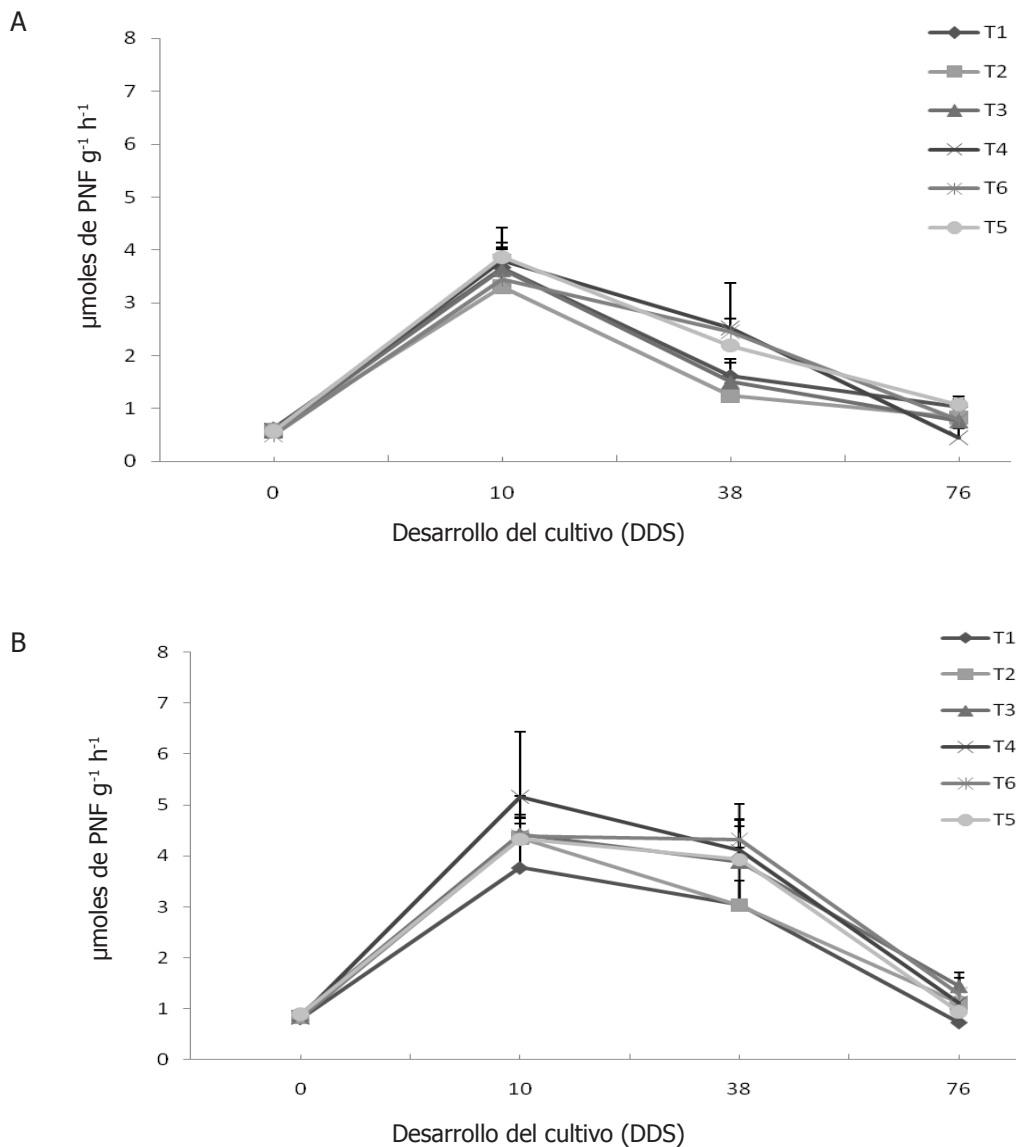 A
8
7
6
5
4
3
2
1
0
µmoles de PNF g⁻¹ h⁻¹
0 10 38 76
Desarrollo del cultivo (DDS)
T1
T2
T3
T4
T6
T5
B
8
7
6
5
4
3
2
1
0
µmoles de PNF g⁻¹ h⁻¹
0 10 38 76
Desarrollo del cultivo (DDS)
T1
T2
T3
T4
T6
T5